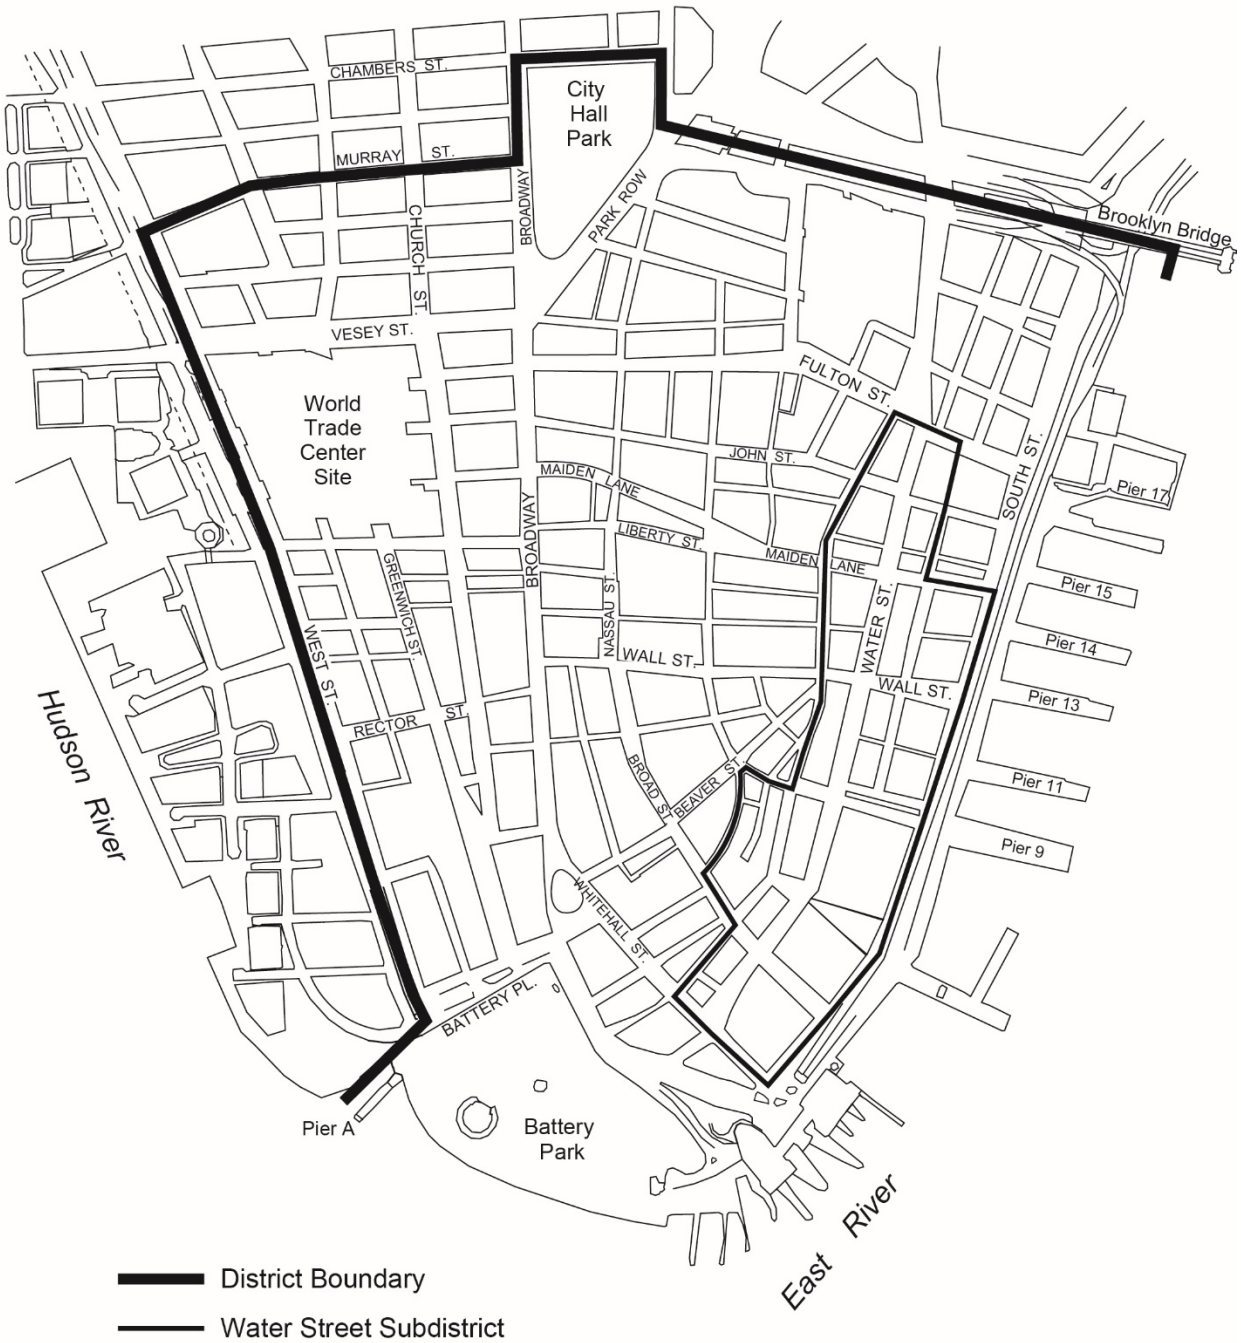 CHAMBERS ST.
City
Hall
Park
MURRAY ST.
BROADWAY
PARK ROW
CHURCH ST.
Brooklyn Bridge
VESEY ST.
FULTON ST.
World
Trade
Center
Site
JOHN ST.
MAIDEN LANE
SOUTH ST.
Pier 17
BROADWAY
LIBERTY ST.
MAIDEN LANE
GREENWICH ST.
NASSAU ST.
WATER ST.
Pier 15
WEST ST.
WALL ST.
WALL ST.
Pier 14
Pier 13
RECTOR ST.
Hudson River
BROAD ST.
BEAVER ST.
Pier 11
Pier 9
WHITEHALL ST.
BATTERY PL.
Pier A
Battery
Park
East River
District Boundary
Water Street Subdistrict